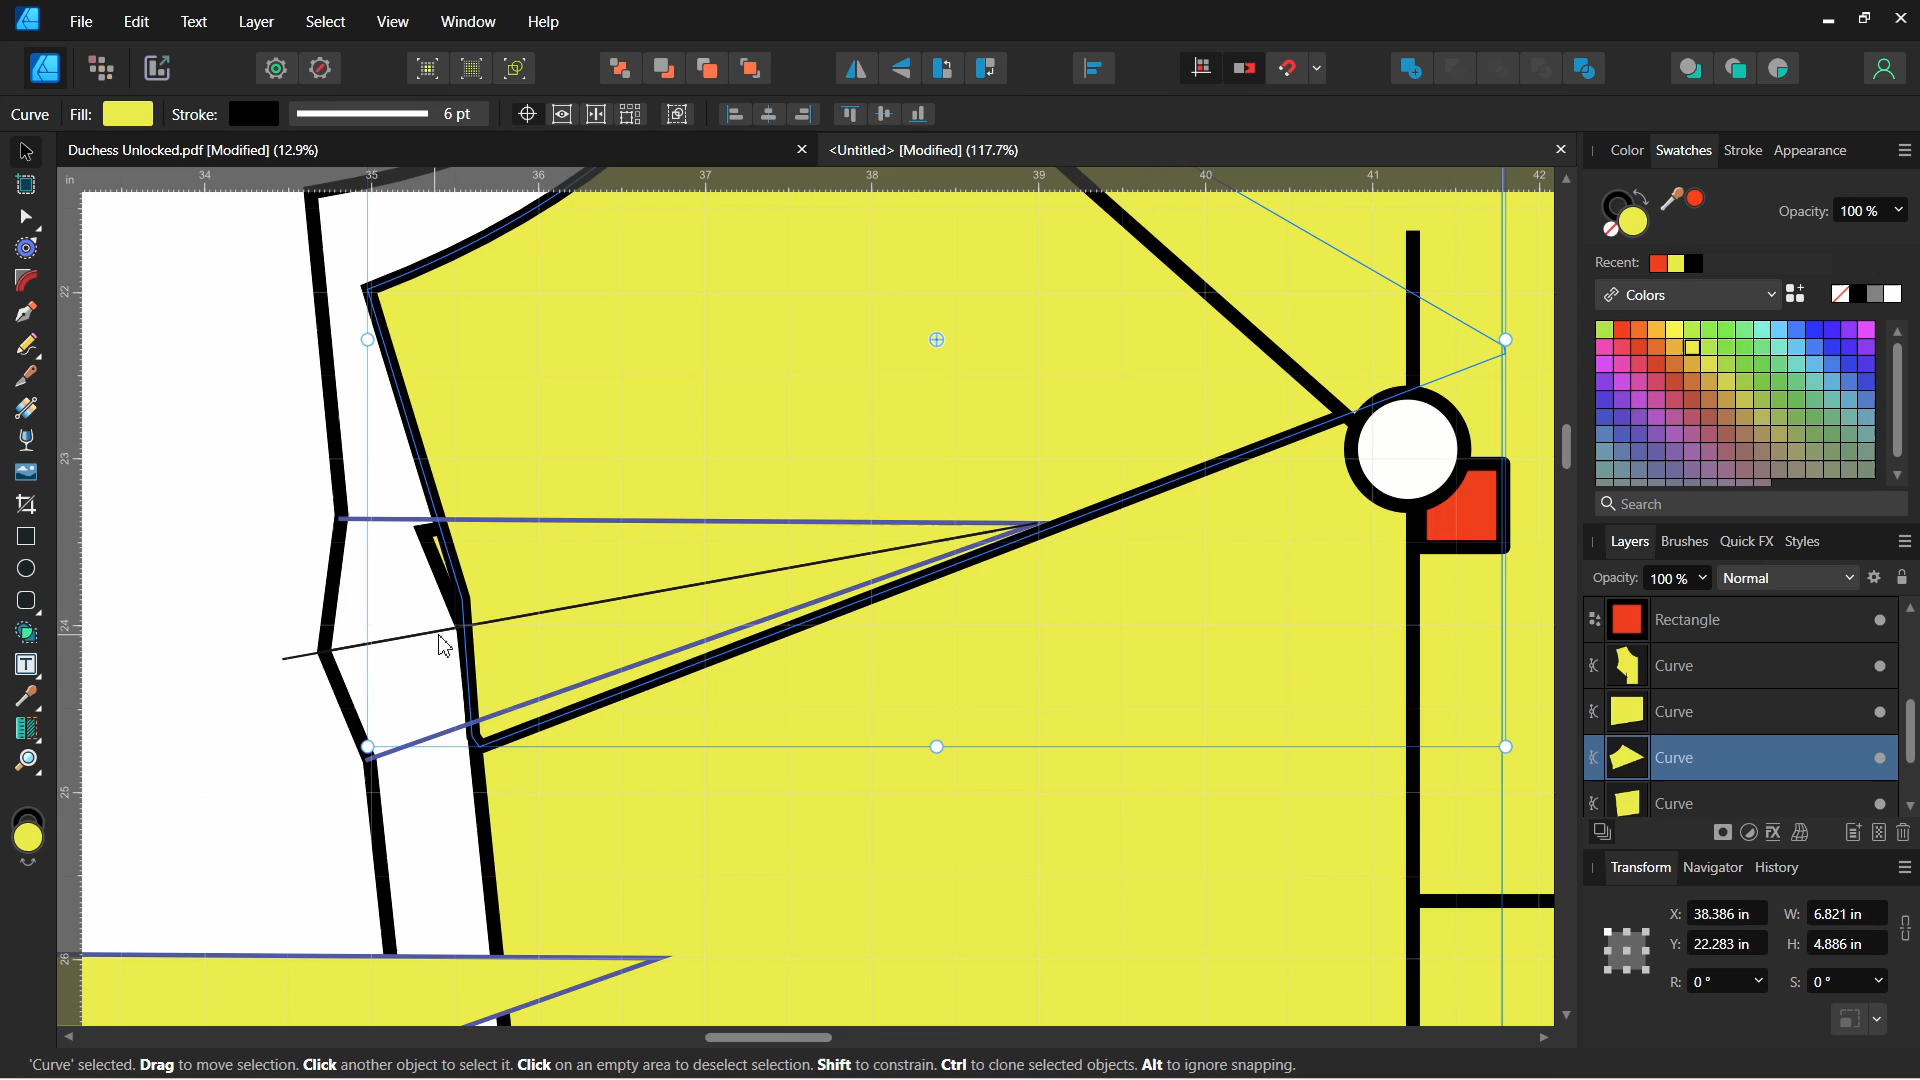 File Edit Text Layer Select View Window Help
Curve Fill: Stroke: 6 pt
Duchess Unlocked.pdf [Modified] (12.9%)
<Untitled> [Modified] (117.7%)
in 34 35 36 37 38 39 40 41 42
22
23
24
25
26
Color Swatches Stroke Appearance
Opacity: 100 %
Recent:
Colors
Search
Layers Brushes Quick FX Styles
Opacity: 100 % Normal
Rectangle
Curve
Curve
Curve
Curve
Transform Navigator History
X: 38.386 in W: 6.821 in
Y: 22.283 in H: 4.886 in
R: 0 ° S: 0 °
'Curve' selected. Drag to move selection. Click another object to select it. Click on an empty area to deselect selection. Shift to constrain. Ctrl to clone selected objects. Alt to ignore snapping.